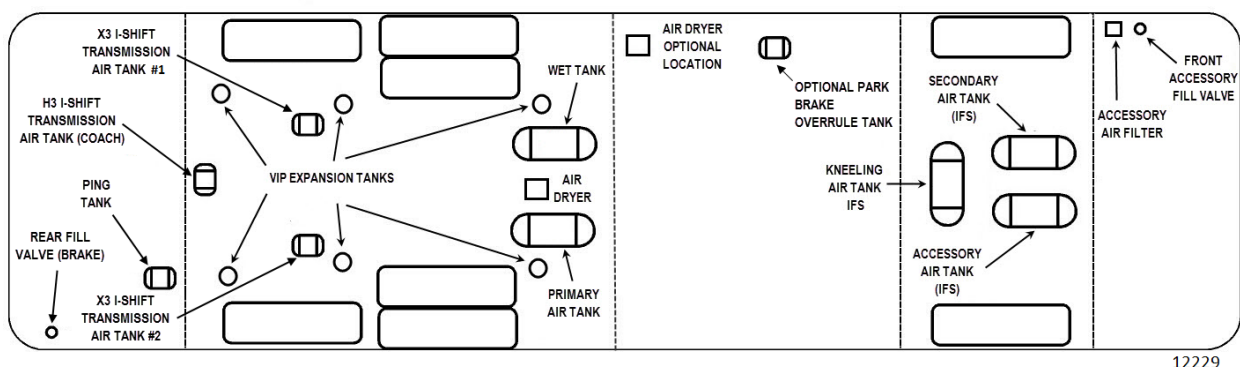 X3 I-SHIFT
TRANSMISSION
AIR TANK #1
H3 I-SHIFT
TRANSMISSION
AIR TANK (COACH)
PING
TANK
REAR FILL
VALVE (BRAKE)
X3 I-SHIFT
TRANSMISSION
AIR TANK #2
VIP EXPANSION TANKS
WET TANK
AIR
DRYER
PRIMARY
AIR TANK
AIR DRYER
OPTIONAL
LOCATION
OPTIONAL PARK
BRAKE
OVERRULE TANK
KNEELING
AIR TANK
IFS
SECONDARY
AIR TANK
(IFS)
ACCESSORY
AIR TANK
(IFS)
ACCESSORY
AIR FILTER
FRONT
ACCESSORY
FILL VALVE
12229